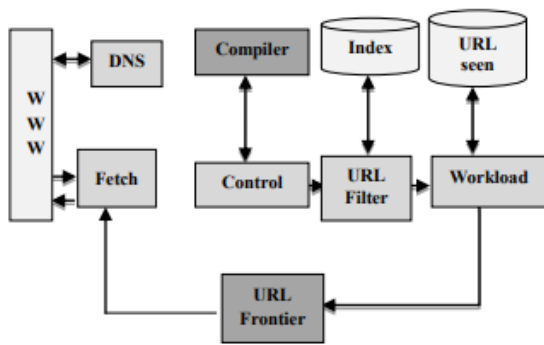 W
W
W
DNS
Compiler
Index
URL
seen
Fetch
Control
URL
Filter
Workload
URL
Frontier